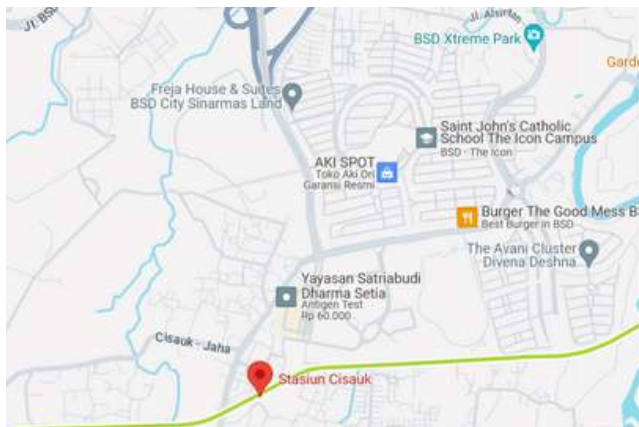 Jl. BSD
Jl. Alsirfan
BSD Xtreme Park
Garde
Freja House & Suites
BSD City Sinarmas Land
Saint John's Catholic
School The Icon Campus
BSD - The Icon
AKI SPOT
Toko Aki Ori
Garansi Resmi
Burger The Good Mess B
Best Burger in BSD
The Avani Cluster
Divena Deshna
Yayasan Satriabudi
Dharma Setia
Antigen Test
Rp 60.000
Cisauk - Jaha
Stasiun Cisauk